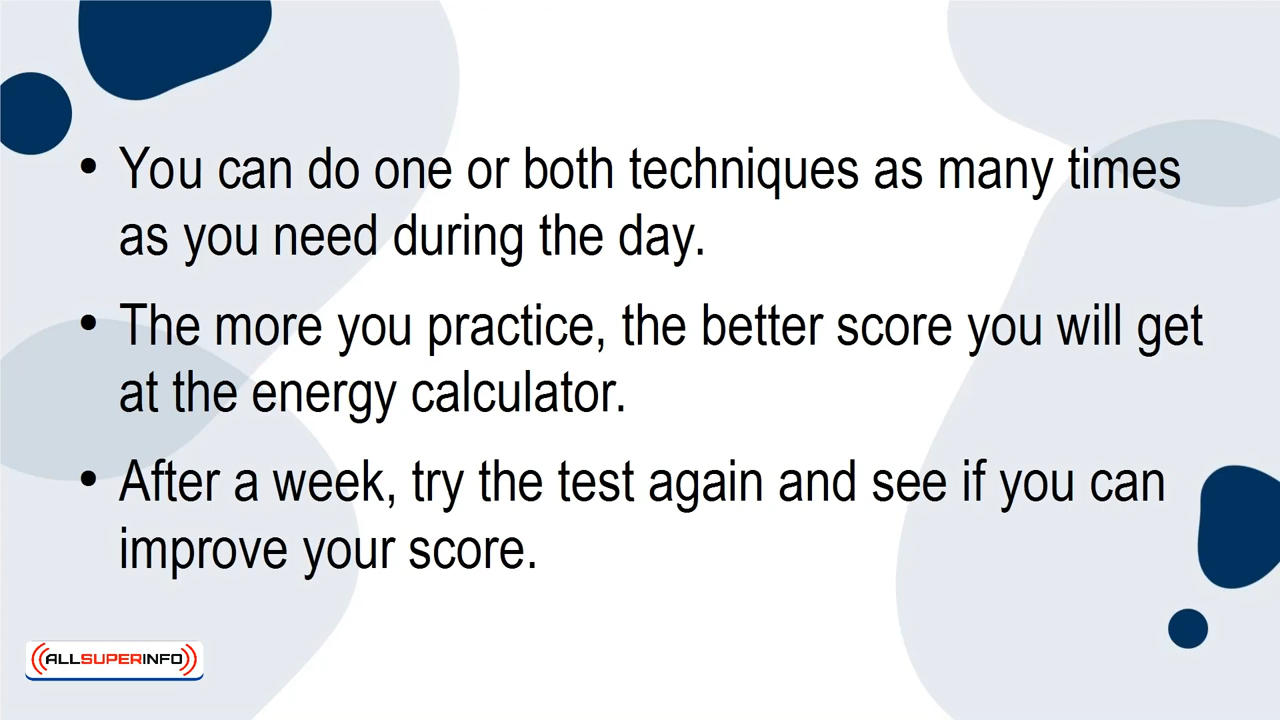 • You can do one or both techniques as many times
as you need during the day.
• The more you practice, the better score you will get
at the energy calculator.
• After a week, try the test again and see if you can
improve your score.
ALLSUPERINFO